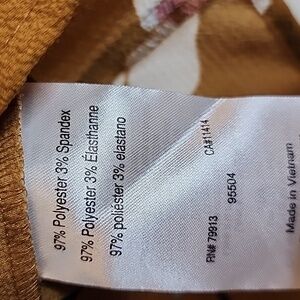 97% Polyester 3% Spandex
97% Polyester 3% Élasthanne
97% poliéster 3% elastano
RN# 79913
CA#11414
95504
Made in Vietnam